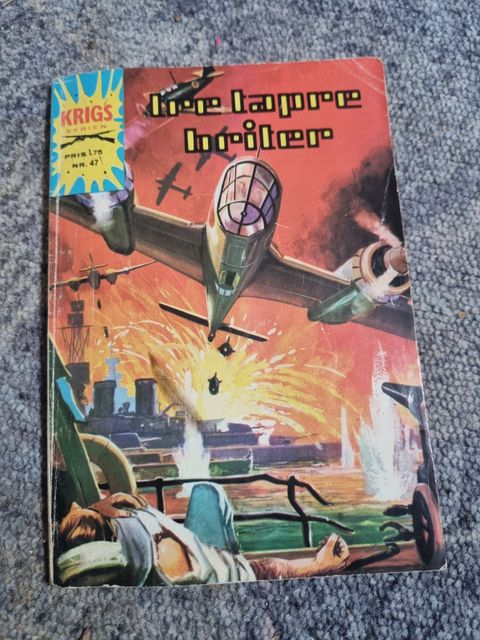 KRIGS
SERIEN
PRIS 1.75
NR. 47
tre tapre
briter